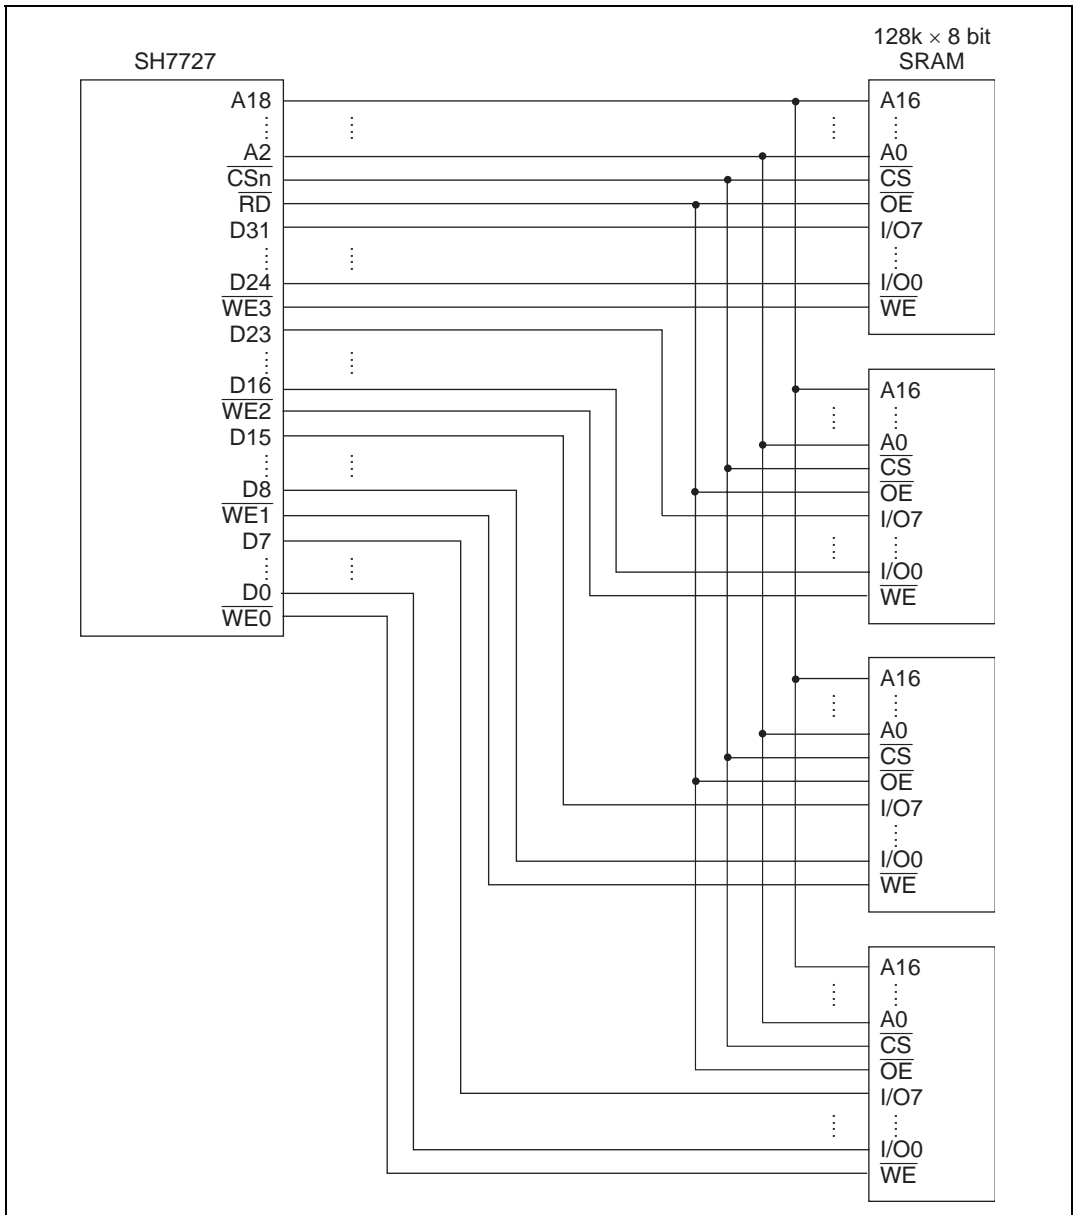 SH7727
A18
A2
CSn
RD
D31
D24
WE3
D23
D16
WE2
D15
D8
WE1
D7
D0
WE0
128k × 8 bit
SRAM
A16
A0
CS
OE
I/O7
I/O0
WE
A16
A0
CS
OE
I/O7
I/O0
WE
A16
A0
CS
OE
I/O7
I/O0
WE
A16
A0
CS
OE
I/O7
I/O0
WE